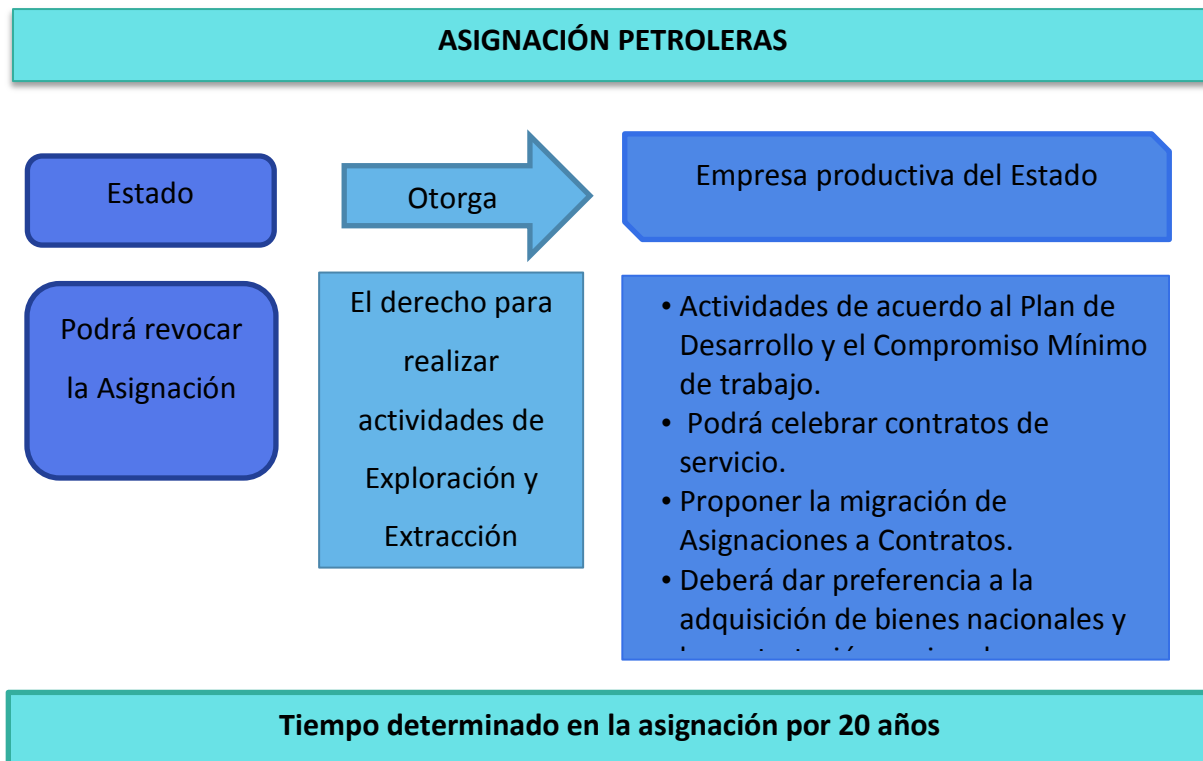 ASIGNACIÓN PETROLERAS
Estado
Otorga
Empresa productiva del Estado
Podrá revocar
la Asignación
El derecho para
realizar
actividades de
Exploración y
Extracción
• Actividades de acuerdo al Plan de
Desarrollo y el Compromiso Mínimo
de trabajo.
• Podrá celebrar contratos de
servicio.
• Proponer la migración de
Asignaciones a Contratos.
• Deberá dar preferencia a la
adquisición de bienes nacionales y
Tiempo determinado en la asignación por 20 años